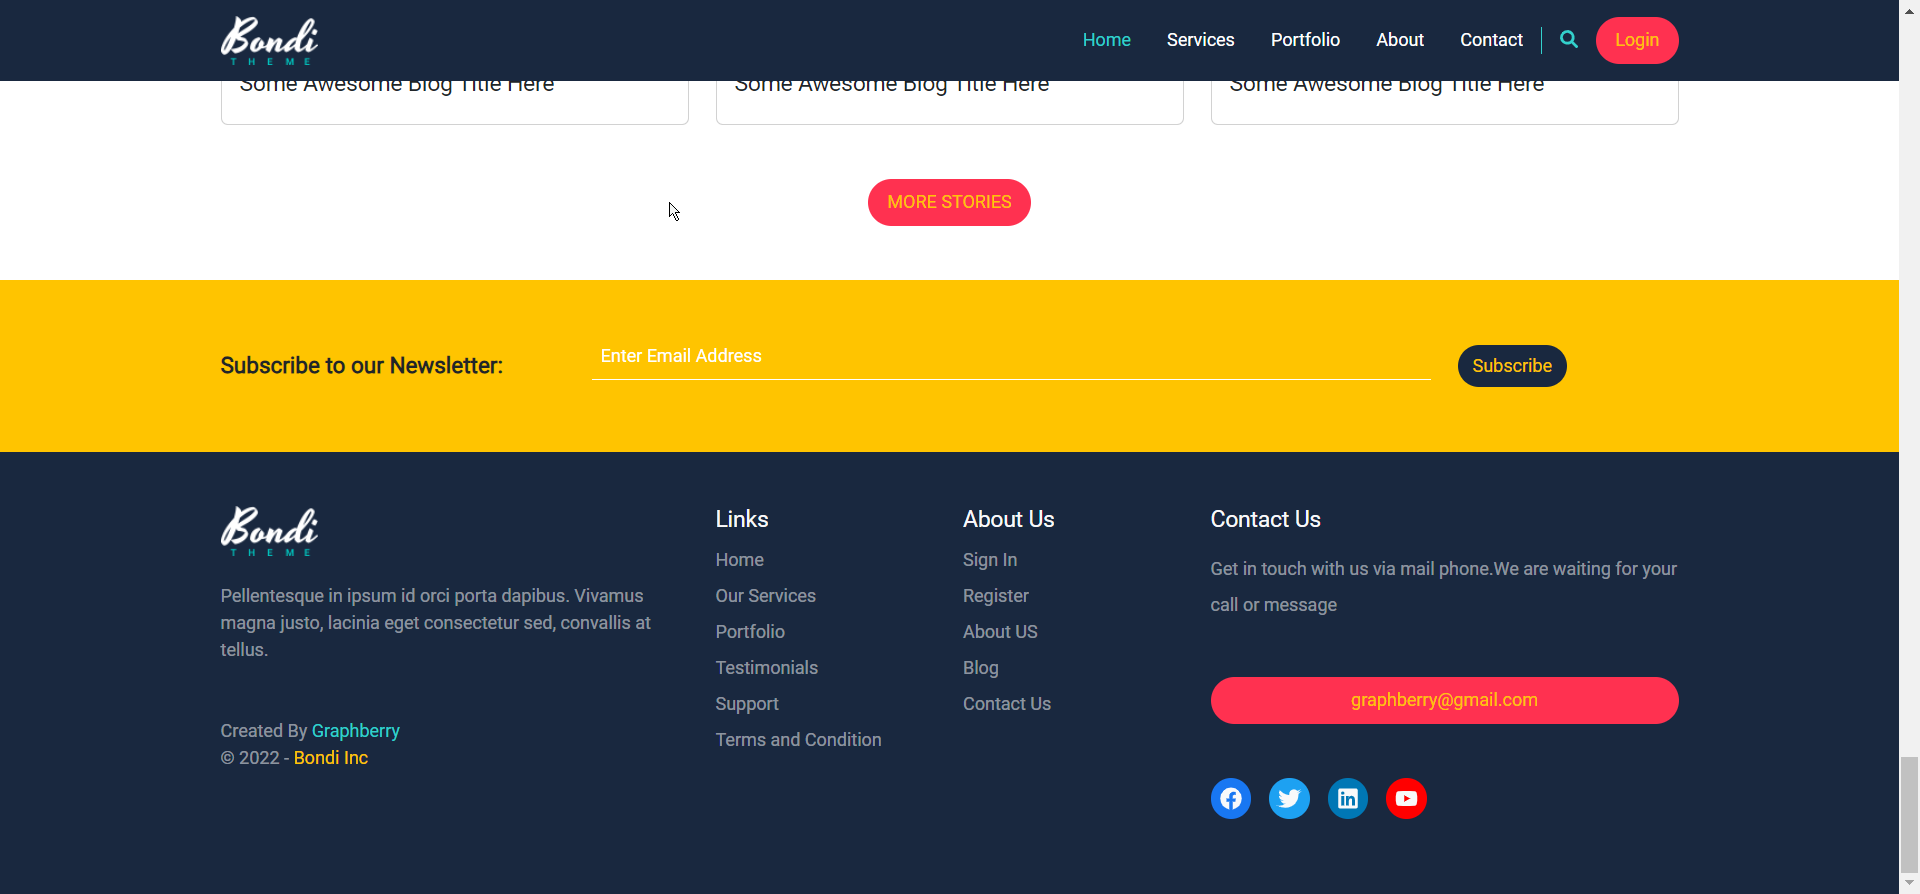 Bondi
THEME
Home Services Portfolio About Contact Login
Some Awesome Blog Title Here Some Awesome Blog Title Here Some Awesome Blog Title Here
MORE STORIES
Subscribe to our Newsletter: Enter Email Address Subscribe
Bondi
THEME
Pellentesque in ipsum id orci porta dapibus. Vivamus
magna justo, lacinia eget consectetur sed, convallis at
tellus.
Created By Graphberry
© 2022 - Bondi Inc
Links
Home
Our Services
Portfolio
Testimonials
Support
Terms and Condition
About Us
Sign In
Register
About US
Blog
Contact Us
Contact Us
Get in touch with us via mail phone.We are waiting for your
call or message
graphberry@gmail.com